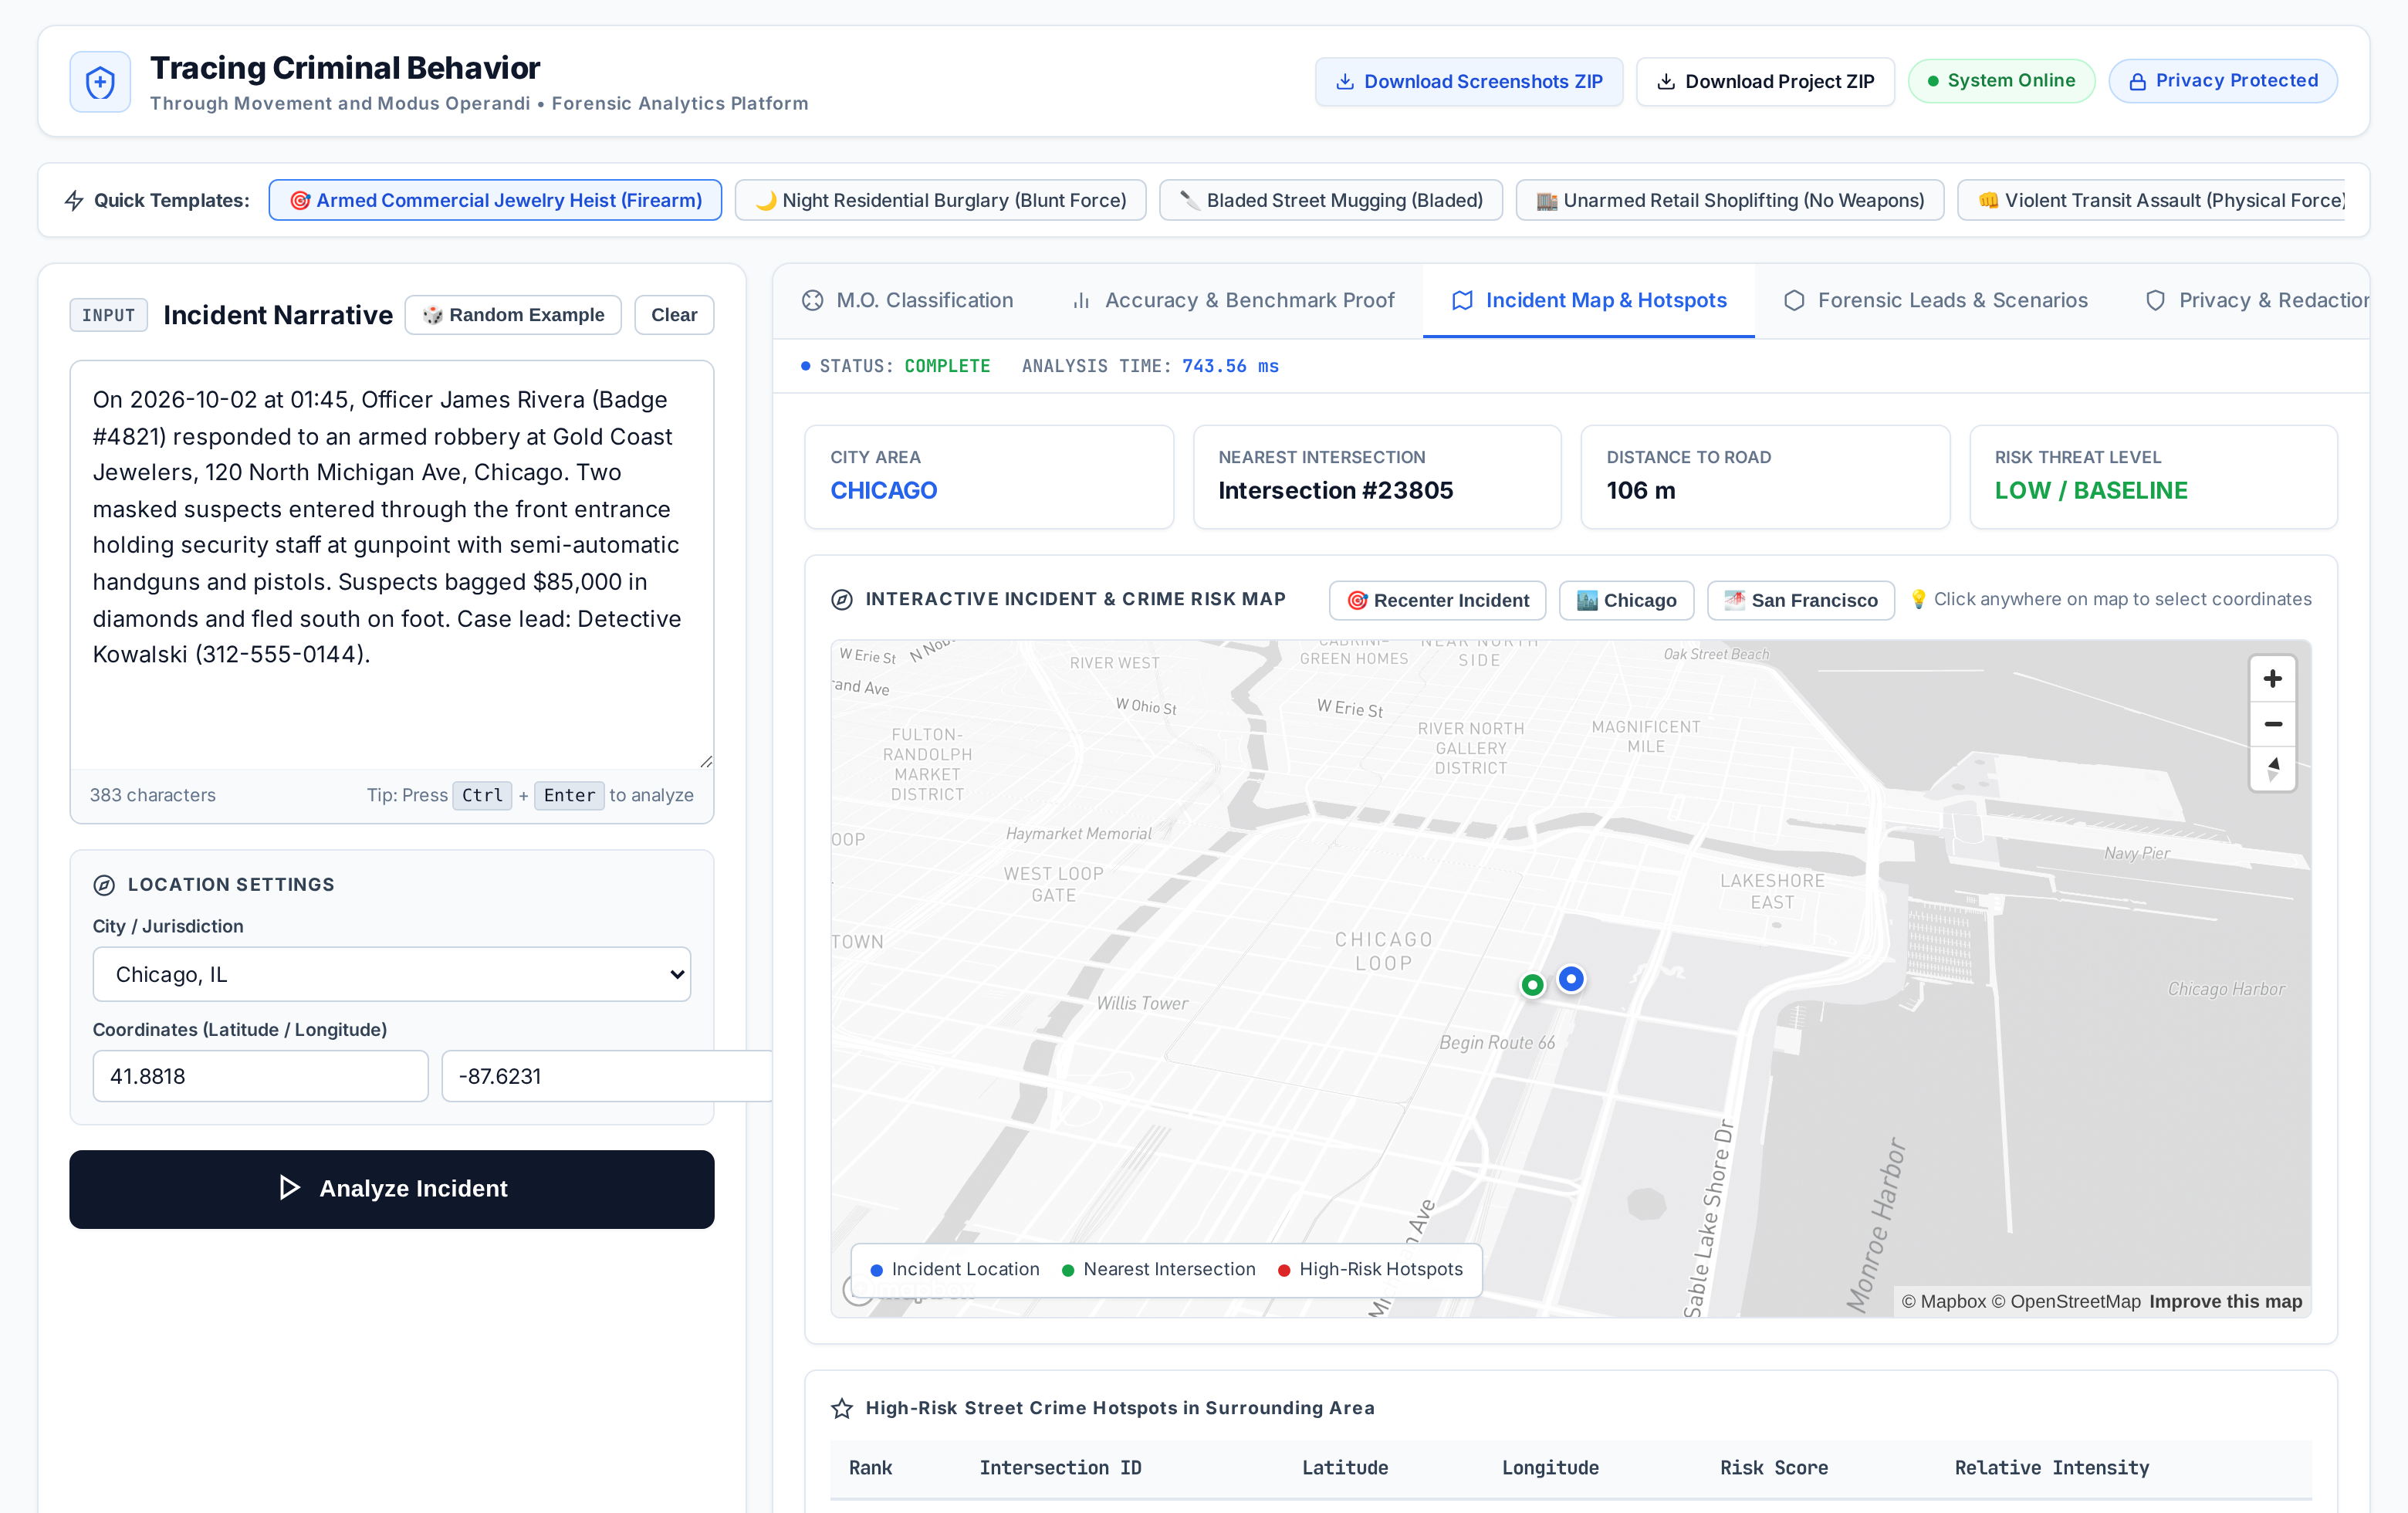 Tracing Criminal Behavior
Through Movement and Modus Operandi • Forensic Analytics Platform
Download Screenshots ZIP
Download Project ZIP
System Online
Privacy Protected
Quick Templates:
🎯 Armed Commercial Jewelry Heist (Firearm)
🌙 Night Residential Burglary (Blunt Force)
🔪 Bladed Street Mugging (Bladed)
🏬 Unarmed Retail Shoplifting (No Weapons)
👊 Violent Transit Assault (Physical Force)
INPUT
Incident Narrative
🎲 Random Example
Clear
On 2026-10-02 at 01:45, Officer James Rivera (Badge
#4821) responded to an armed robbery at Gold Coast
Jewelers, 120 North Michigan Ave, Chicago. Two
masked suspects entered through the front entrance
holding security staff at gunpoint with semi-automatic
handguns and pistols. Suspects bagged $85,000 in
diamonds and fled south on foot. Case lead: Detective
Kowalski (312-555-0144).
383 characters
Tip: Press Ctrl + Enter to analyze
LOCATION SETTINGS
City / Jurisdiction
Chicago, IL
Coordinates (Latitude / Longitude)
41.8818
-87.6231
Analyze Incident
M.O. Classification
Accuracy & Benchmark Proof
Incident Map & Hotspots
Forensic Leads & Scenarios
Privacy & Redaction
STATUS: COMPLETE
ANALYSIS TIME: 743.56 ms
CITY AREA
CHICAGO
NEAREST INTERSECTION
Intersection #23805
DISTANCE TO ROAD
106 m
RISK THREAT LEVEL
LOW / BASELINE
INTERACTIVE INCIDENT & CRIME RISK MAP
🎯 Recenter Incident
🏙️ Chicago
🌁 San Francisco
💡 Click anywhere on map to select coordinates
W Erie St
RIVER WEST
CABRINI-
GREEN HOMES
NEAR NORTH
SIDE
Oak Street Beach
rand Ave
W Ohio St
W Erie St
FULTON-
RANDOLPH
MARKET
DISTRICT
RIVER NORTH
GALLERY
DISTRICT
MAGNIFICENT
MILE
OOP
Haymarket Memorial
Navy Pier
WEST LOOP
GATE
LAKESHORE
EAST
TOWN
CHICAGO
LOOP
Willis Tower
Chicago Harbor
Begin Route 66
Sable Lake Shore Dr
Monroe Harbor
n Ave
Incident Location
Nearest Intersection
High-Risk Hotspots
© Mapbox © OpenStreetMap Improve this map
High-Risk Street Crime Hotspots in Surrounding Area
Rank
Intersection ID
Latitude
Longitude
Risk Score
Relative Intensity